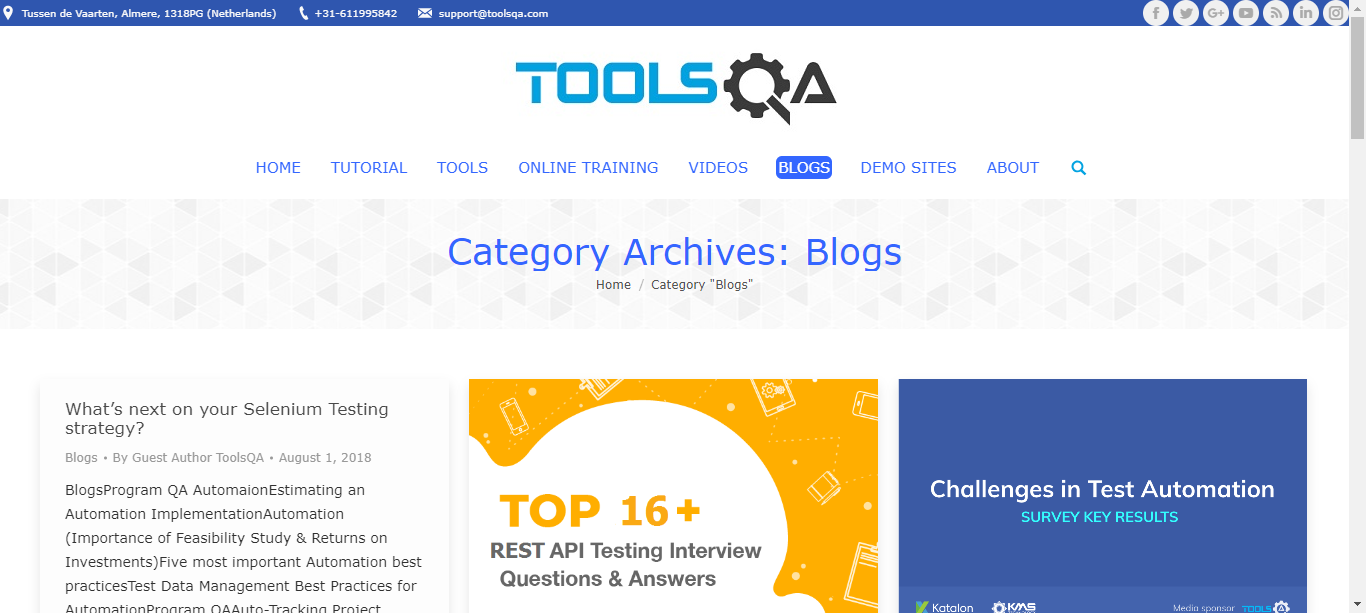 Tussen de Vaarten, Almere, 1318PG (Netherlands) +31-611995842 support@toolsqa.com
TOOLSQA
HOME TUTORIAL TOOLS ONLINE TRAINING VIDEOS BLOGS DEMO SITES ABOUT
Category Archives: Blogs
Home / Category "Blogs"
What’s next on your Selenium Testing
strategy?
Blogs • By Guest Author ToolsQA • August 1, 2018
BlogsProgram QA AutomaionEstimating an
Automation ImplementationAutomation
(Importance of Feasibility Study & Returns on
Investments)Five most important Automation best
practicesTest Data Management Best Practices for
AutomationProgram QAAuto-Tracking Project
TOP 16+
REST API Testing Interview
Questions & Answers
Challenges in Test Automation
SURVEY KEY RESULTS
Katalon KMS Media sponsor TOOLSQA